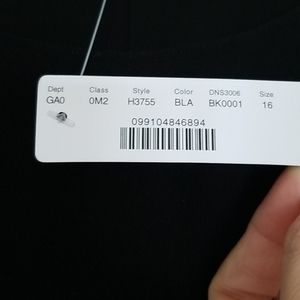 Dept Class Style Color DNS3006 Size
GA0 0M2 H3755 BLA BK0001 16
099104846894